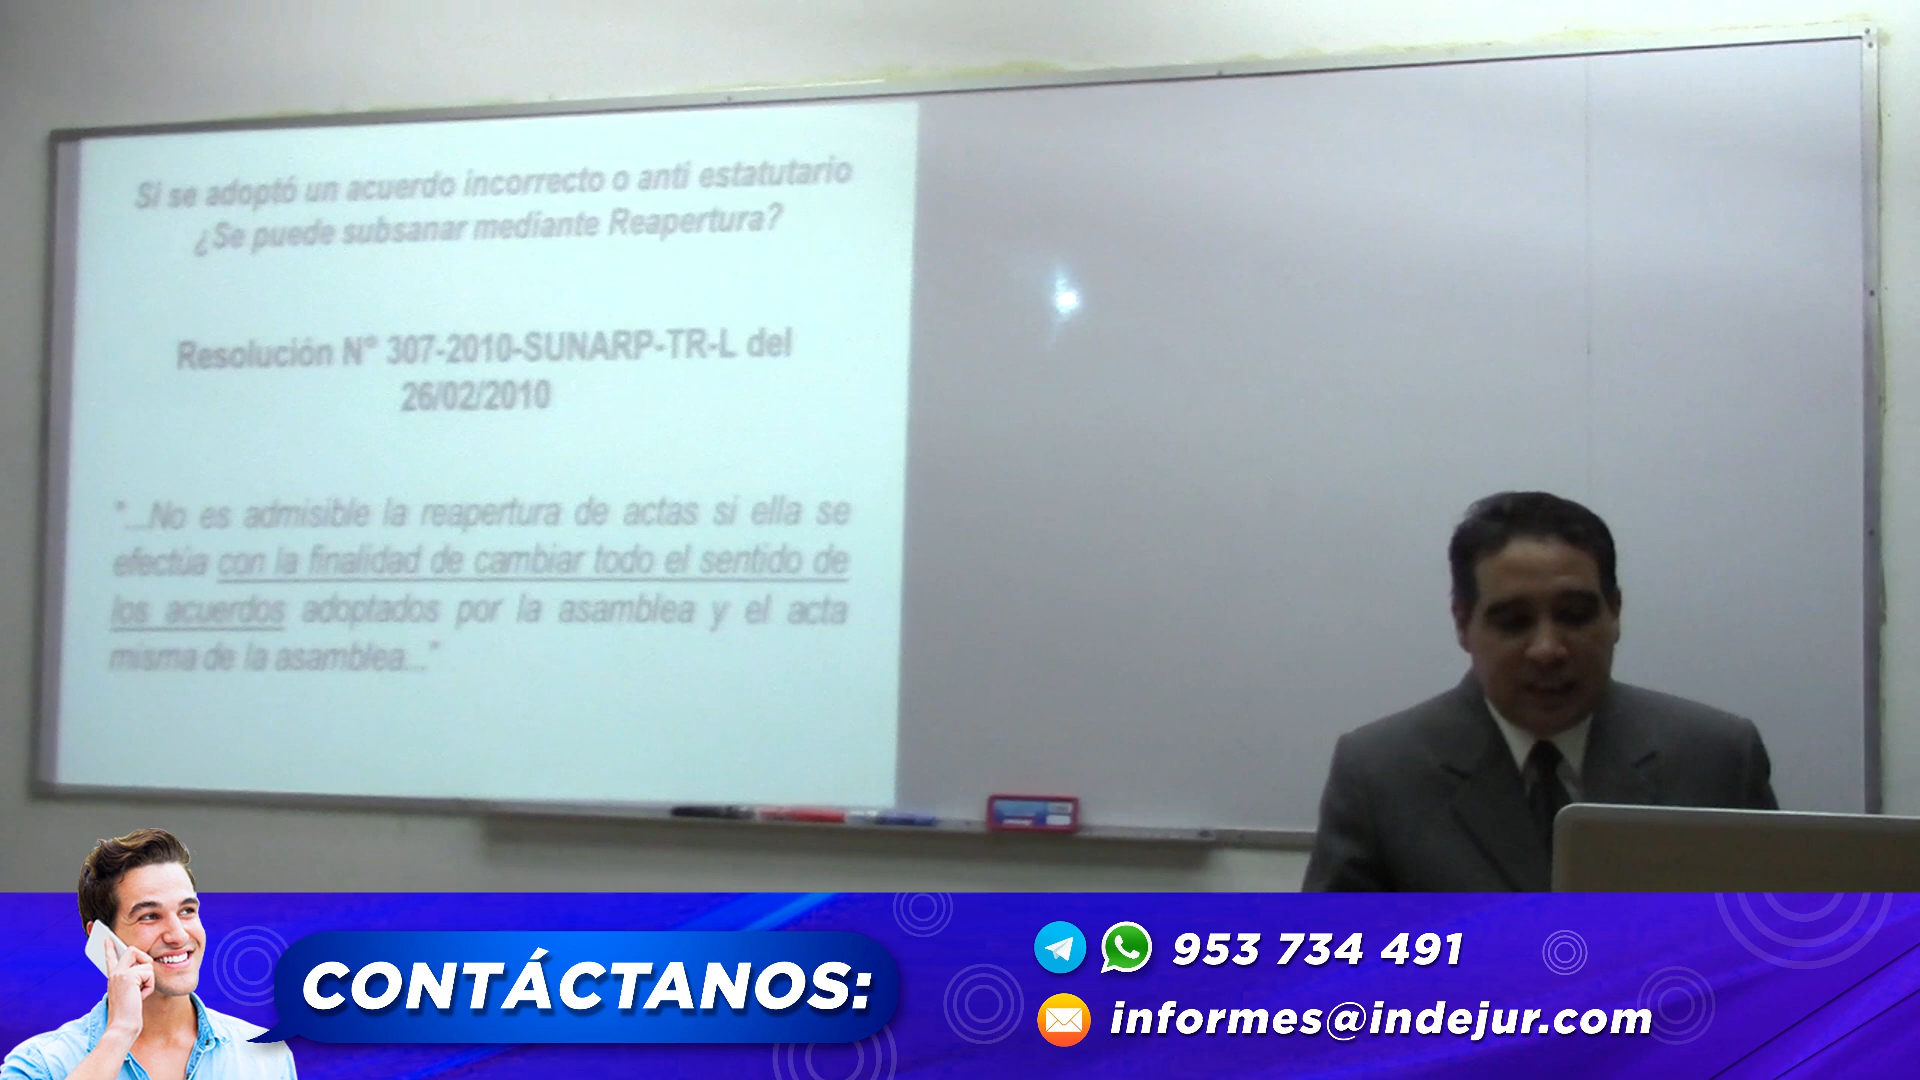 Si se adoptó un acuerdo incorrecto o anti estatutario
¿Se puede subsanar mediante Reapertura?
Resolución N° 307-2010-SUNARP-TR-L del
26/02/2010
"...No es admisible la reapertura de actas si ella se
efectúa con la finalidad de cambiar todo el sentido de
los acuerdos adoptados por la asamblea y el acta
misma de la asamblea..."
CONTÁCTANOS:
953 734 491
informes@indejur.com